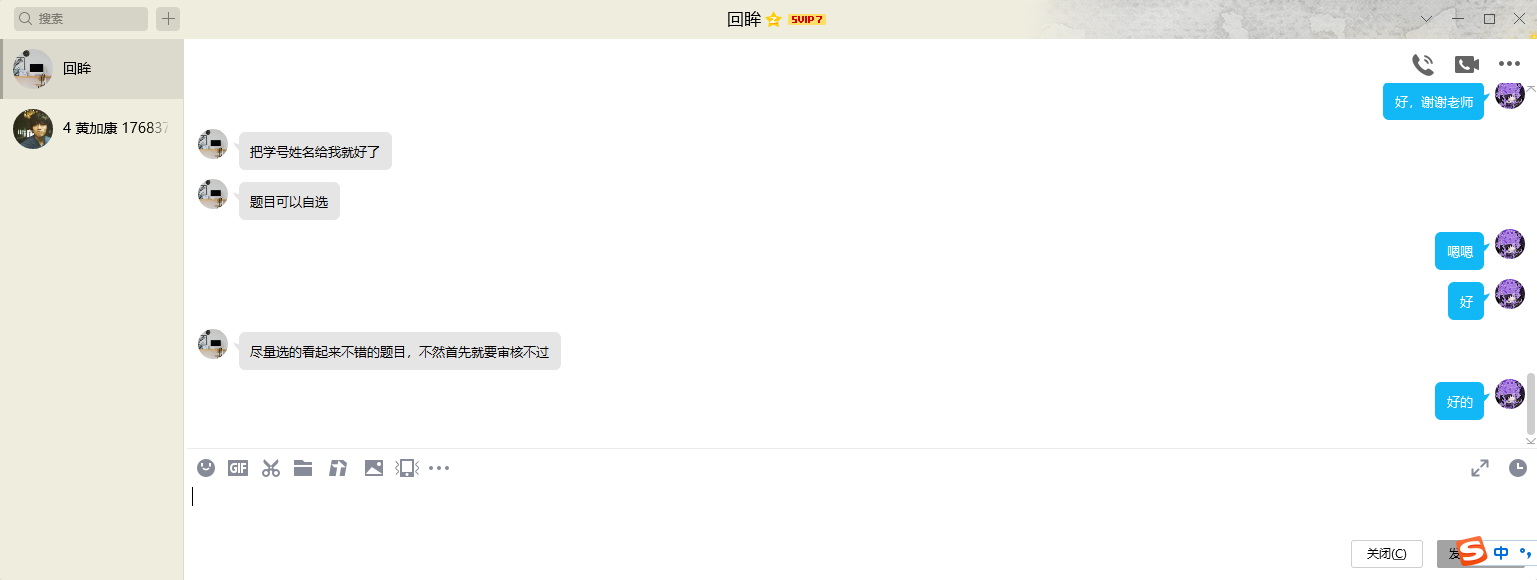 搜索
回眸 SVIP7
回眸
4 黄加康 176837
好，谢谢老师
把学号姓名给我就好了
题目可以自选
嗯嗯
好
尽量选的看起来不错的题目，不然首先就要审核不过
好的
GIF
关闭(C)
发
S 中